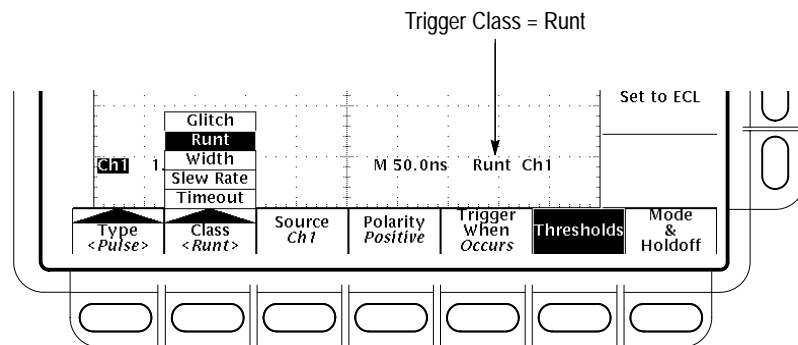 Trigger Class = Runt
Set to ECL
Glitch
Runt
Width
Slew Rate
Timeout
Ch1 1. M 50.0ns Runt Ch1
Type
<Pulse>
Class
<Runt>
Source
Ch1
Polarity
Positive
Trigger
When
Occurs
Thresholds
Mode
&
Holdoff